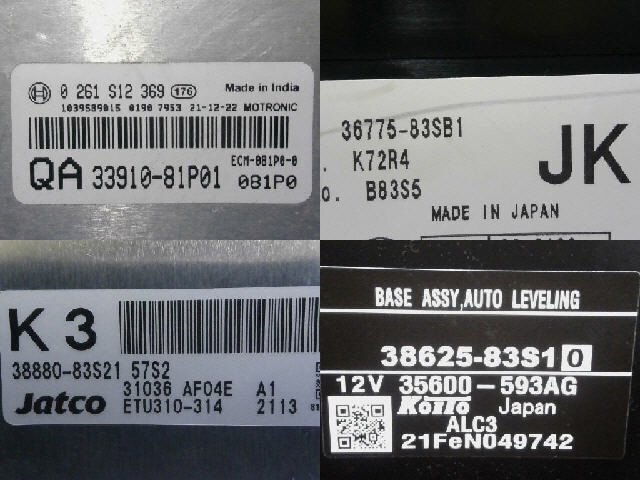 0 261 S12 369 176 Made in India
1039S89015 0190 7953 21-12-22 MOTRONIC
ECM-081P0-0
QA 33910-81P01 081P0
36775-83SB1
K72R4
JK
o. B83S5
MADE IN JAPAN
K 3
38880-83S21 57S2
31036 AF04E A1
Jatco ETU310-314 2113
BASE ASSY,AUTO LEVELING
38625-83S10
12V 35600-593AG
Koito Japan
ALC3
21FeN049742